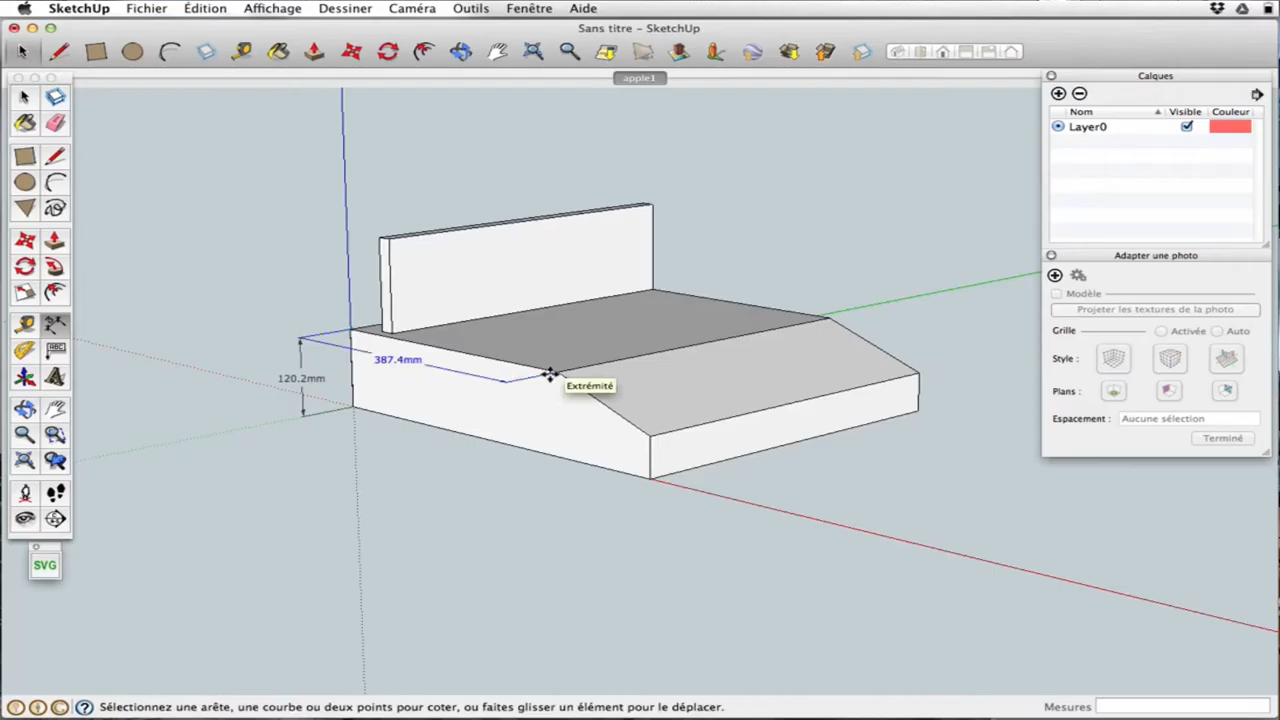 SketchUp Fichier Édition Affichage Dessiner Caméra Outils Fenêtre Aide
Sans titre - SketchUp
apple1
Calques
Nom Visible Couleur
Layer0
Adapter une photo
Modèle
Projeter les textures de la photo
Grille Activée Auto
Style :
Plans :
Espacement : Aucune sélection
Terminé
ABC
387.4mm
120.2mm
Extrémité
SVG
Sélectionnez une arête, une courbe ou deux points pour coter, ou faites glisser un élément pour le déplacer.
Mesures